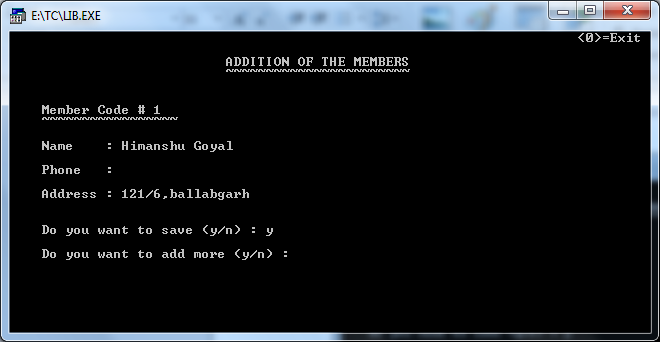 E:\TC\LIB.EXE
<0>=Exit
ADDITION OF THE MEMBERS
Member Code # 1
Name : Himanshu Goyal
Phone :
Address : 121/6,ballabgarh
Do you want to save (y/n) : y
Do you want to add more (y/n) :